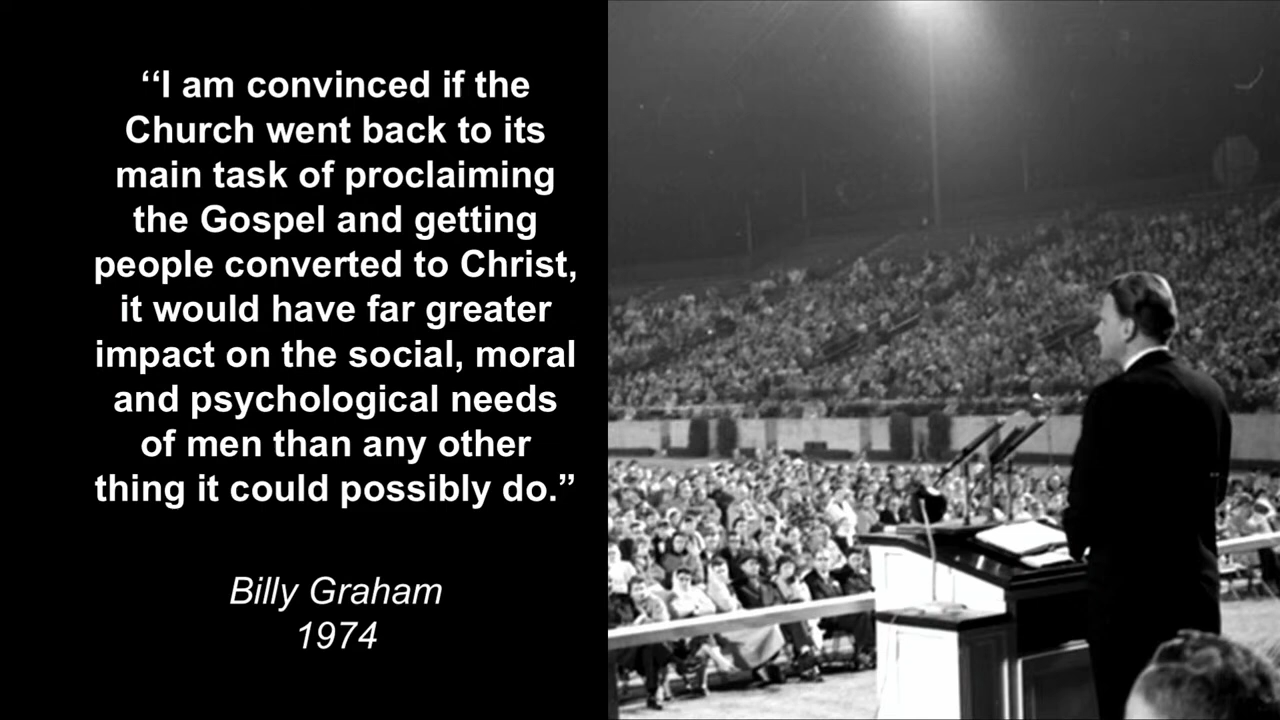 “I am convinced if the
Church went back to its
main task of proclaiming
the Gospel and getting
people converted to Christ,
it would have far greater
impact on the social, moral
and psychological needs
of men than any other
thing it could possibly do.”
Billy Graham
1974